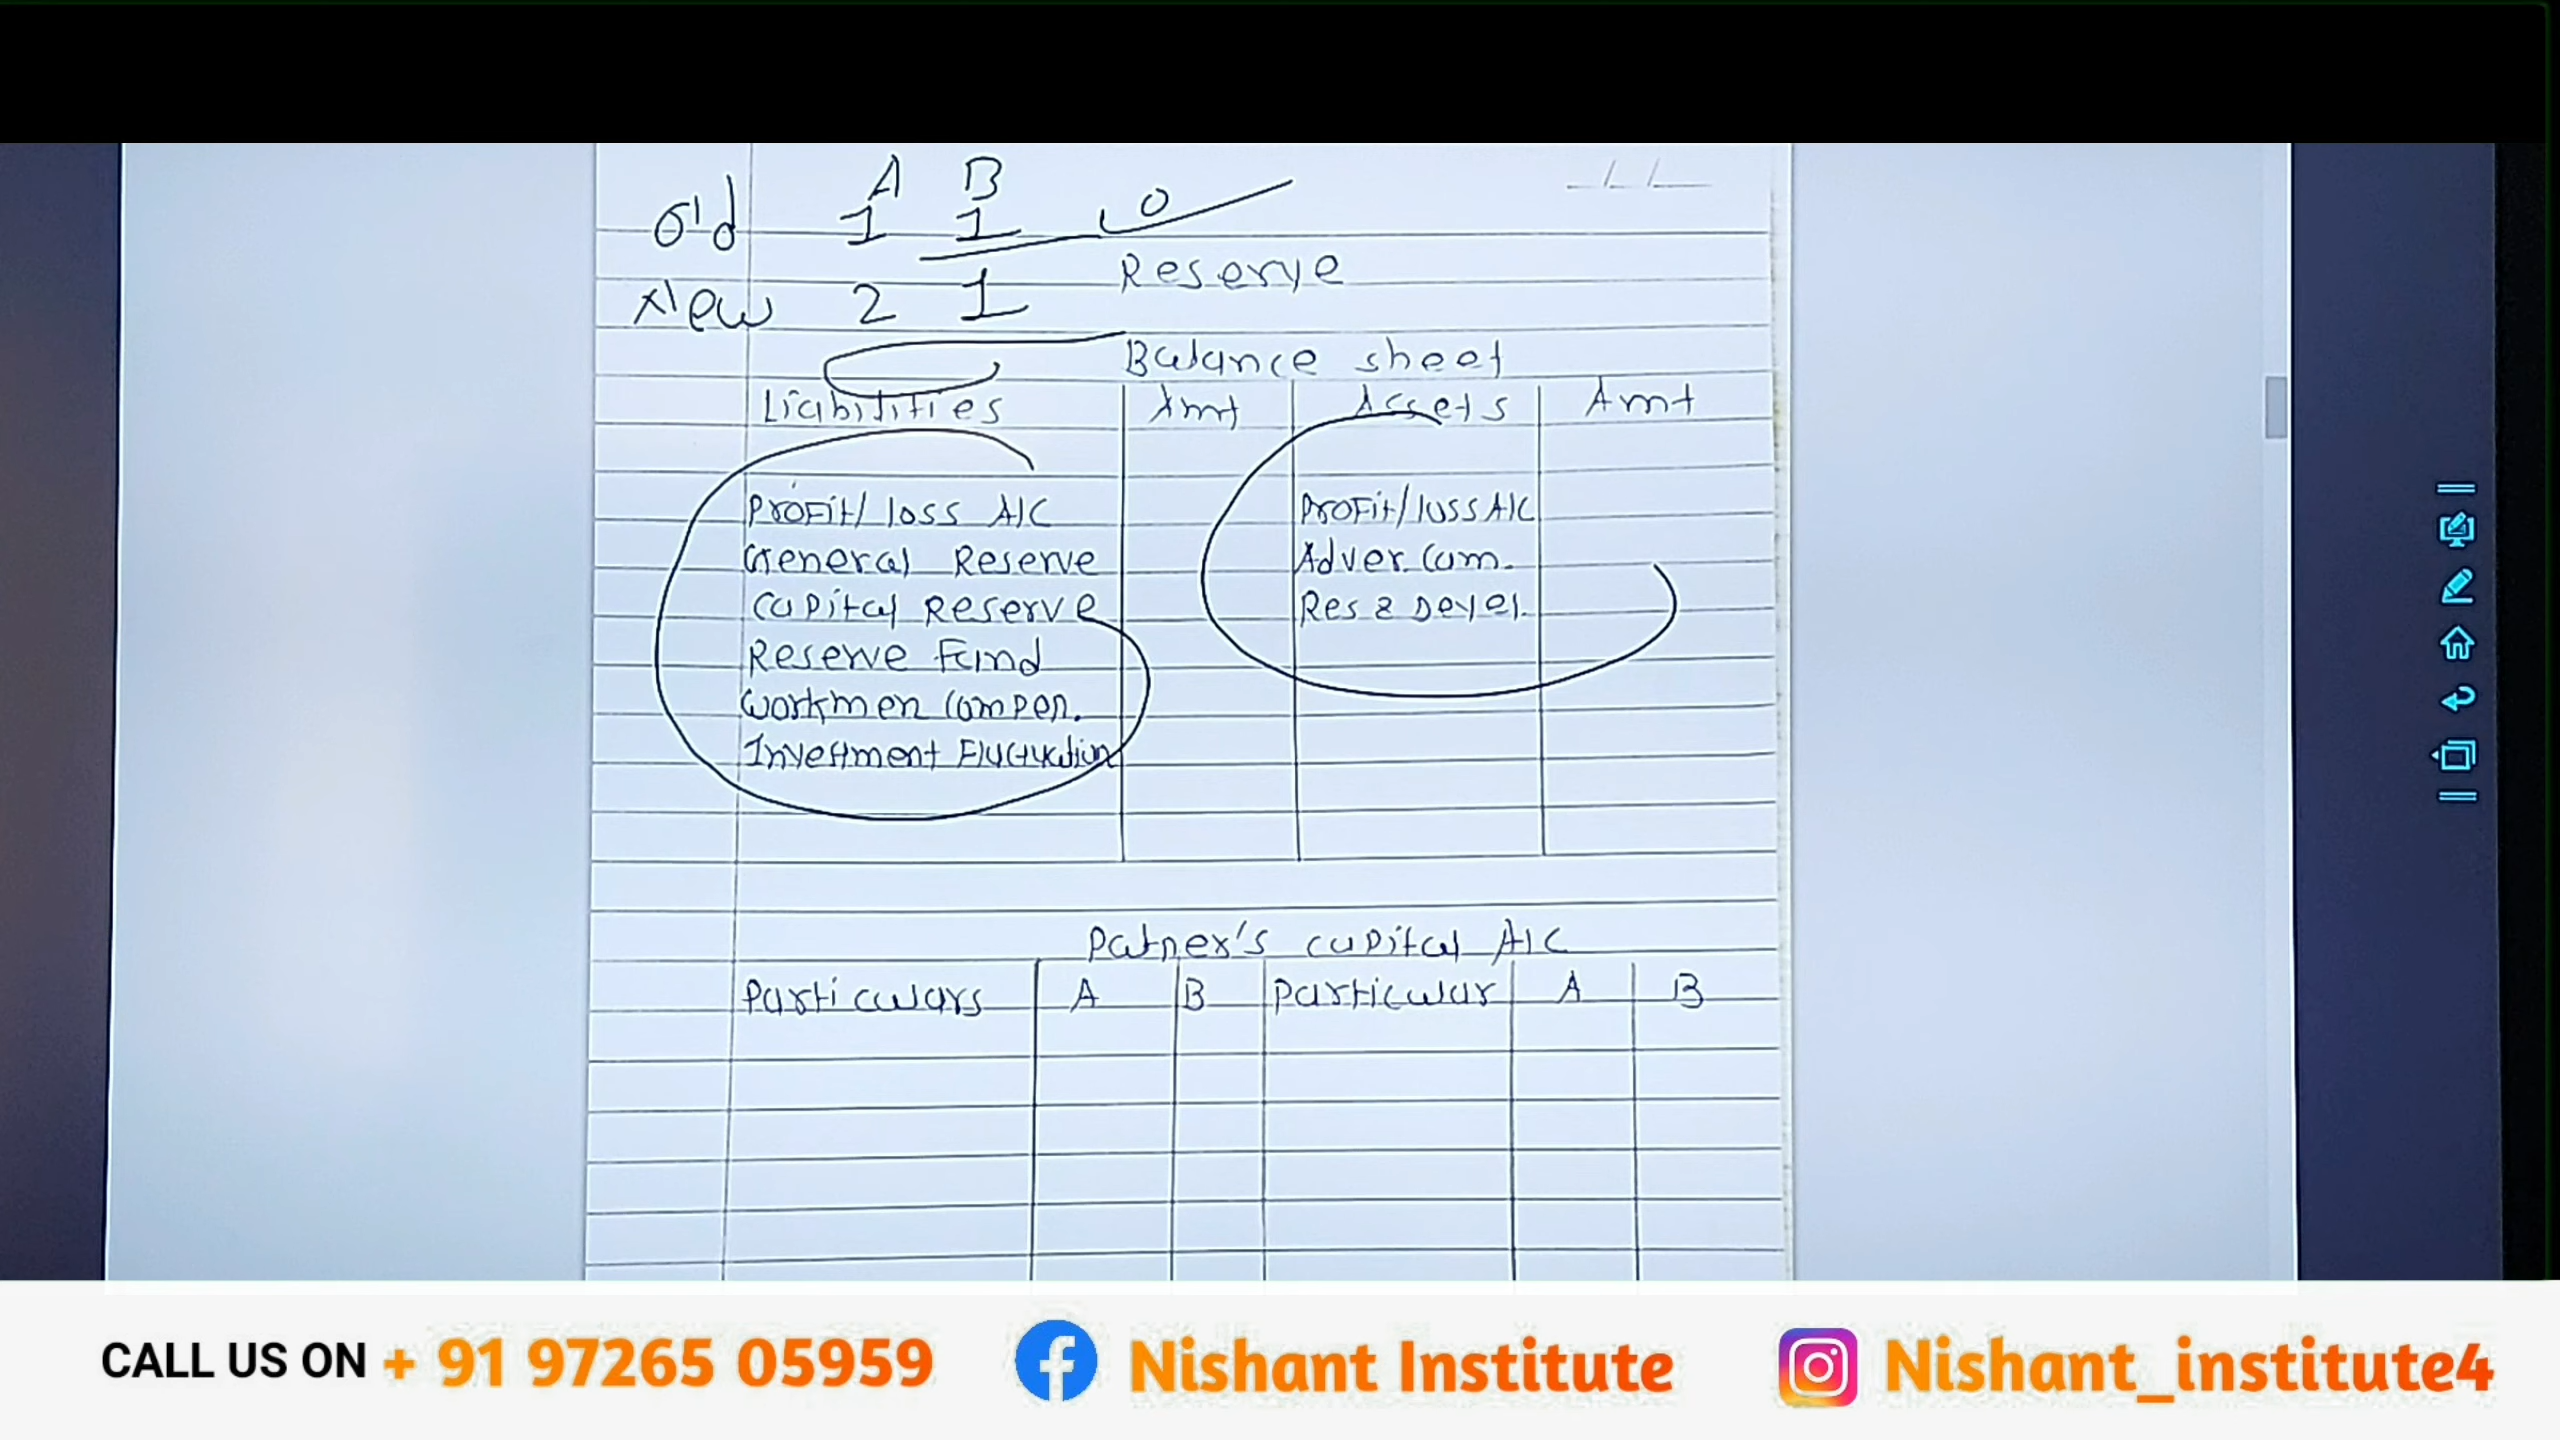 A B
Old 1 1
Reserve
New 2 1
Balance sheet
Liabilities Amt Assets Amt
Profit/loss A/C Profit/loss A/C
General Reserve Adver. Cam.
Capital Reserve Res & Devel.
Reserve Fund
Workmen Compen.
Investment Fluctuation
Patner's capital A/C
Particulars A B Particular A B
CALL US ON + 91 97265 05959 Nishant Institute Nishant_institute4